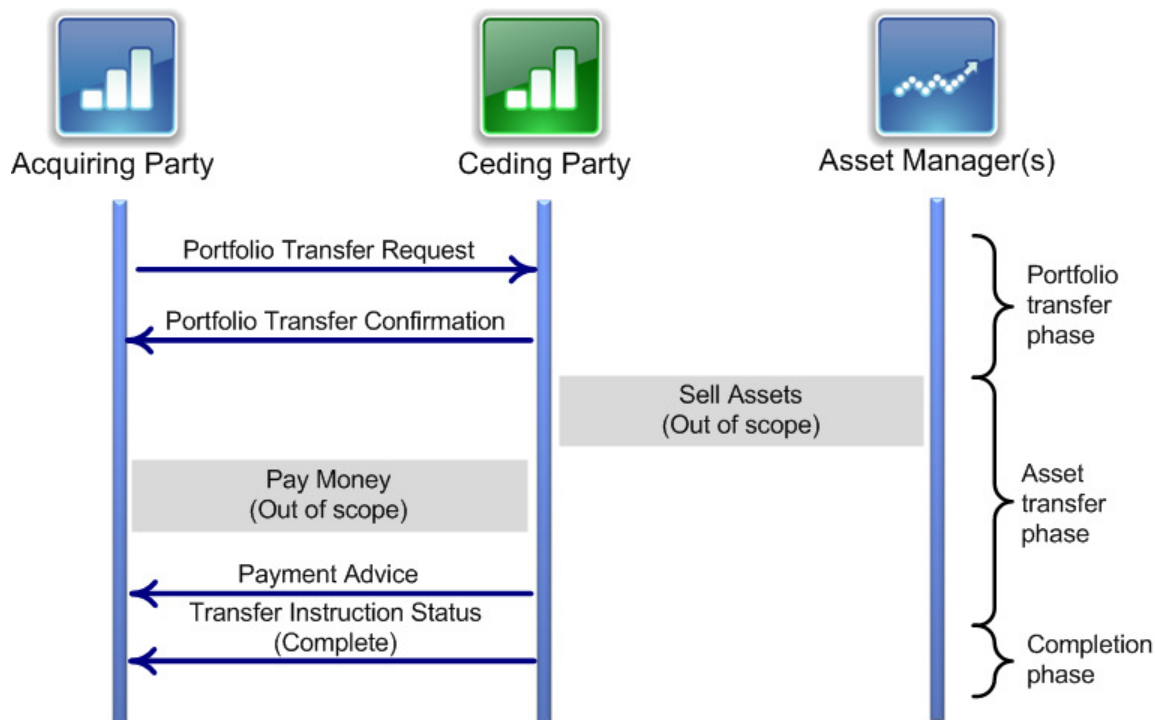 Acquiring Party
Ceding Party
Asset Manager(s)
Portfolio Transfer Request
Portfolio Transfer Confirmation
Portfolio
transfer
phase
Sell Assets
(Out of scope)
Pay Money
(Out of scope)
Asset
transfer
phase
Payment Advice
Transfer Instruction Status
(Complete)
Completion
phase